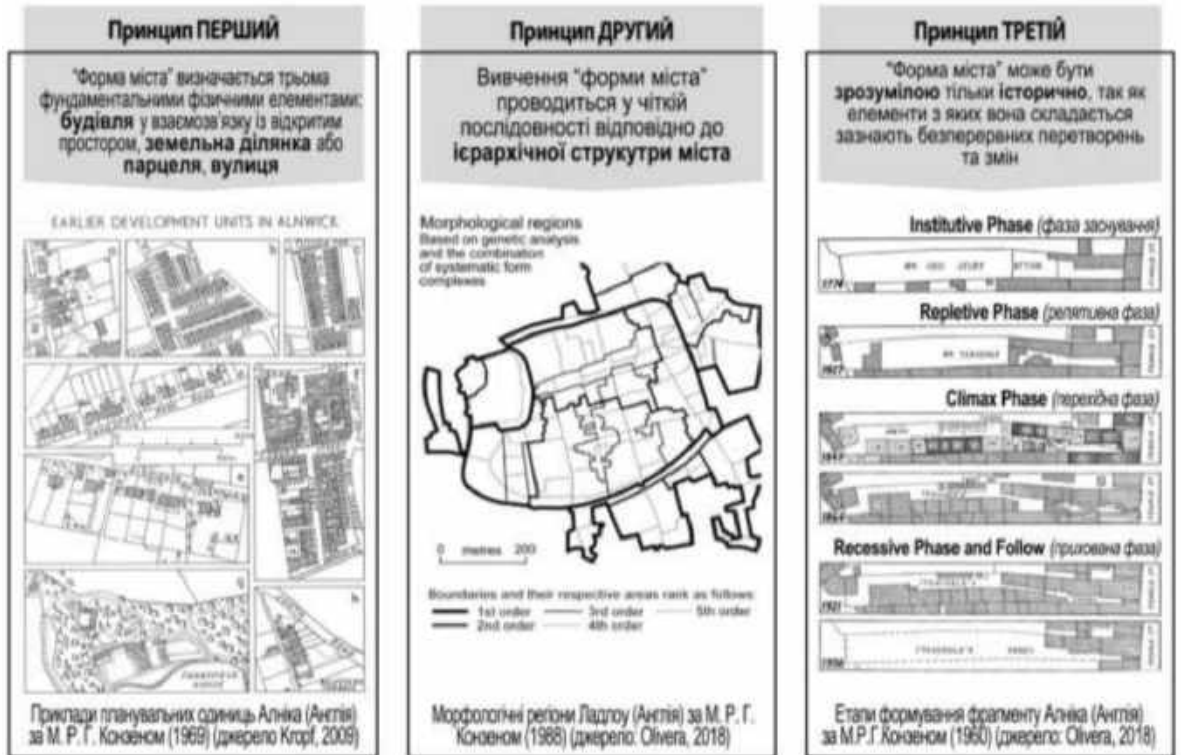 Принцип ПЕРШИЙ
"Форма міста" визначається трьома
фундаментальними фізичними елементами:
будівля у взаємозв'язку із відкритим
простором, земельна ділянка або
парцеля, вулиця
EARLIER DEVELOPMENT UNITS IN ALNWICK
Приклади планувальних одиниць Алніка (Англія)
за М. Р. Г. Конзеном (1969) (джерело Kropf, 2009)
Принцип ДРУГИЙ
Вивчення "форми міста"
проводиться у чіткій
послідовності відповідно до
ієрархічної струкутри міста
Morphological regions
Based on genetic analysis
and the combination
of systematic form
complexes
0 metres 200
Boundaries and their respective areas rank as follows
1st order 3rd order 5th order
2nd order 4th order
Морфологічні регіони Ладлоу (Англія) за М. Р. Г.
Конзеном (1988) (джерело: Olivera, 2018)
Принцип ТРЕТІЙ
"Форма міста" може бути
зрозумілою тільки історично, так як
елементи з яких вона складається
зазнають безперервних перетворень
та змін
Institutive Phase (фаза заснування)
1774
Repletive Phase (репятивна фаза)
1827
Climax Phase (перехідна фаза)
Recessive Phase and Follow (прихована фаза)
1921
1956
Етапи формування фрагменту Алніка (Англія)
за М.Р.Г.Конзеном (1960) (джерело: Olivera, 2018)